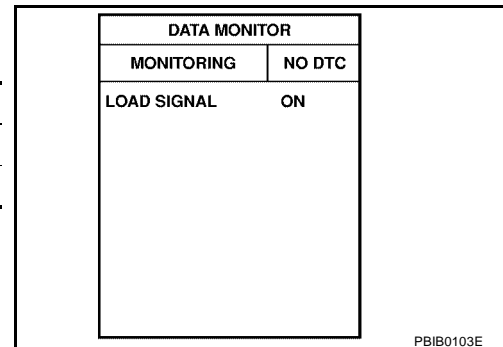 DATA MONITOR
MONITORING NO DTC
LOAD SIGNAL ON
PBIB0103E